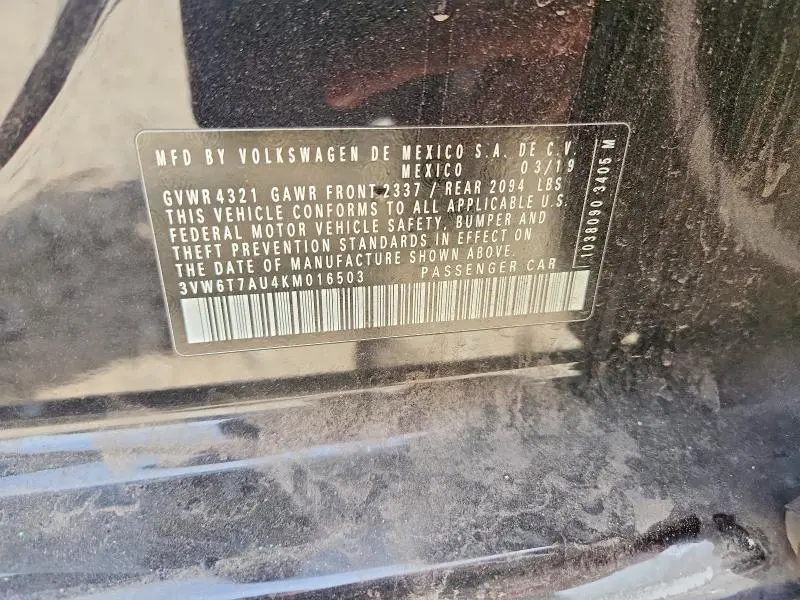 MFD BY VOLKSWAGEN DE MEXICO S.A. DE C.V.
MEXICO 03/19
GVWR 4321 GAWR FRONT 2337 / REAR 2094 LBS
THIS VEHICLE CONFORMS TO ALL APPLICABLE U.S.
FEDERAL MOTOR VEHICLE SAFETY, BUMPER AND
THEFT PREVENTION STANDARDS IN EFFECT ON
THE DATE OF MANUFACTURE SHOWN ABOVE.
3VW6T7AU4KM016503 PASSENGER CAR
1038090 3405 M